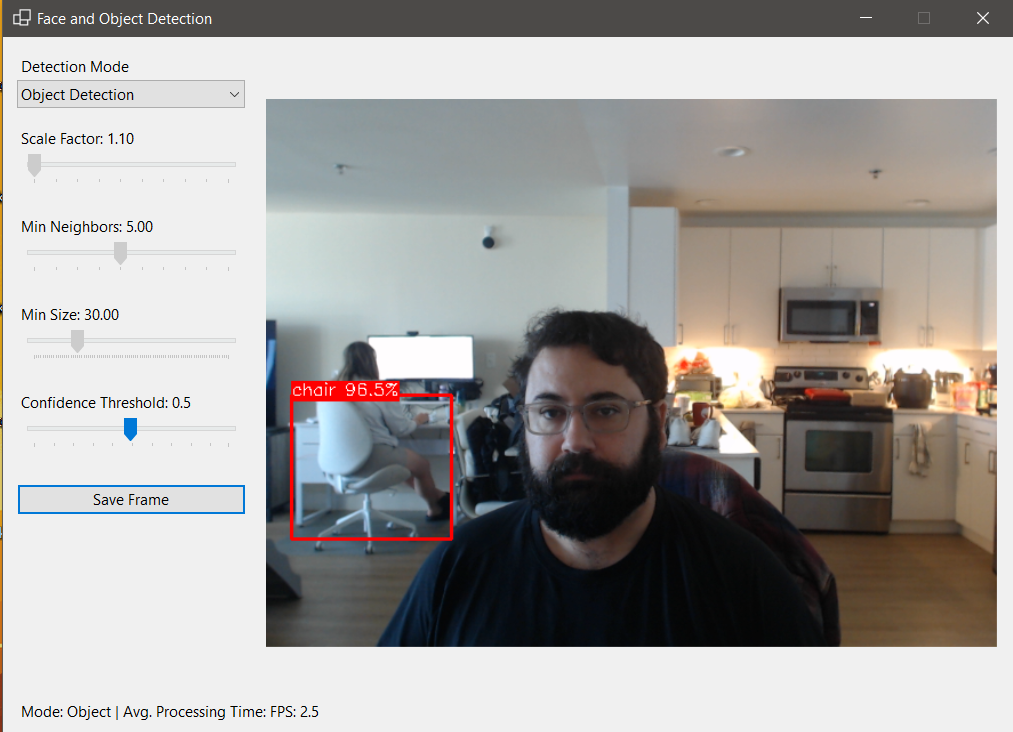 Face and Object Detection
Detection Mode
Object Detection
Scale Factor: 1.10
Min Neighbors: 5.00
Min Size: 30.00
Confidence Threshold: 0.5
Save Frame
chair 96.5%
Mode: Object | Avg. Processing Time: FPS: 2.5